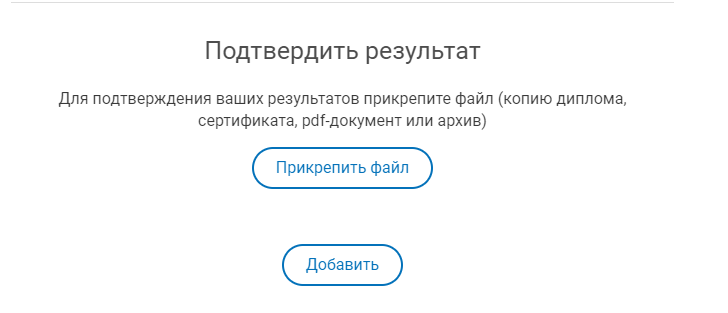 Подтвердить результат
Для подтверждения ваших результатов прикрепите файл (копию диплома,
сертификата, pdf-документ или архив)
Прикрепить файл
Добавить